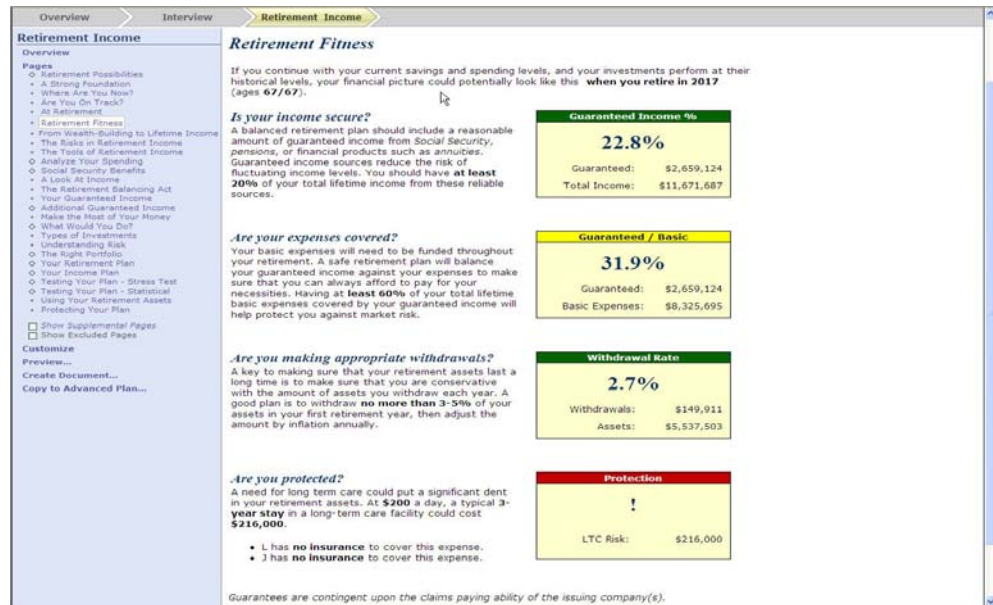 Overview
Interview
Retirement Income
Retirement Income
Overview
Pages
Retirement Possibilities
A Strong Foundation
Where Are You Now?
Are You On Track?
At Retirement
Retirement Fitness
From Wealth-Building to Lifetime Income
The Risks in Retirement Income
The Tools of Retirement Income
Analyze Your Spending
Social Security Benefits
A Look At Income
The Retirement Balancing Act
Your Guaranteed Income
Additional Guaranteed Income
Make the Most of Your Money
What Would You Do?
Types of Investments
Understanding Risk
The Right Portfolio
Your Retirement Plan
Your Income Plan
Testing Your Plan - Stress Test
Testing Your Plan - Statistical
Using Your Retirement Assets
Protecting Your Plan
Show Supplemental Pages
Show Excluded Pages
Customize
Preview...
Create Document...
Copy to Advanced Plan...
Retirement Fitness
If you continue with your current savings and spending levels, and your investments perform at their
historical levels, your financial picture could potentially look like this when you retire in 2017
(ages 67/67).
Is your income secure?
A balanced retirement plan should include a reasonable
amount of guaranteed income from Social Security,
pensions, or financial products such as annuities.
Guaranteed income sources reduce the risk of
fluctuating income levels. You should have at least
20% of your total lifetime income from these reliable
sources.
Guaranteed Income %
22.8%
Guaranteed: $2,659,124
Total Income: $11,671,687
Are your expenses covered?
Your basic expenses will need to be funded throughout
your retirement. A safe retirement plan will balance
your guaranteed income against your expenses to make
sure that you can always afford to pay for your
necessities. Having at least 60% of your total lifetime
basic expenses covered by your guaranteed income will
help protect you against market risk.
Guaranteed / Basic
31.9%
Guaranteed: $2,659,124
Basic Expenses: $8,325,695
Are you making appropriate withdrawals?
A key to making sure that your retirement assets last a
long time is to make sure that you are conservative
with the amount of assets you withdraw each year. A
good plan is to withdraw no more than 3-5% of your
assets in your first retirement year, then adjust the
amount by inflation annually.
Withdrawal Rate
2.7%
Withdrawals: $149,911
Assets: $5,537,503
Are you protected?
A need for long term care could put a significant dent
in your retirement assets. At $200 a day, a typical 3-
year stay in a long-term care facility could cost
$216,000.
• L has no insurance to cover this expense.
• J has no insurance to cover this expense.
Protection
!
LTC Risk: $216,000
Guarantees are contingent upon the claims paying ability of the issuing company(s).